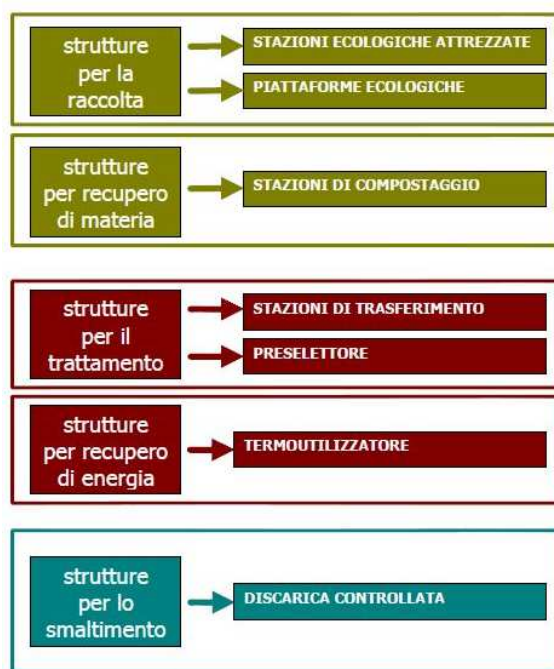 strutture
per la
raccolta
STAZIONI ECOLOGICHE ATTREZZATE
PIATTAFORME ECOLOGICHE
strutture
per recupero
di materia
STAZIONI DI COMPOSTAGGIO
strutture
per il
trattamento
STAZIONI DI TRASFERIMENTO
PRESELETTORE
strutture
per recupero
di energia
TERMOUTILIZZATORE
strutture
per lo
smaltimento
DISCARICA CONTROLLATA